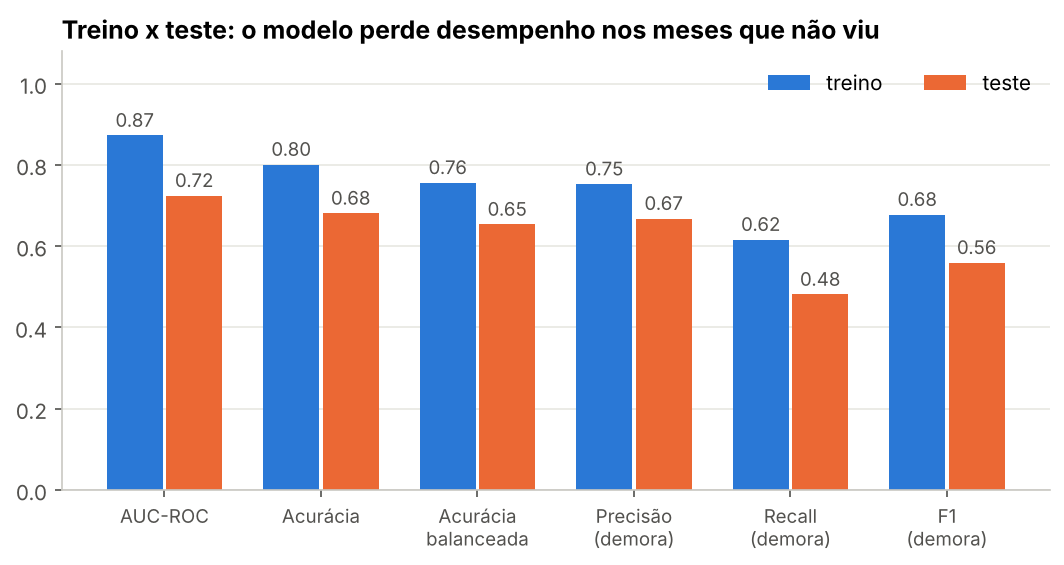 Treino x teste: o modelo perde desempenho nos meses que não viu
treino
teste
1.0
0.8
0.6
0.4
0.2
0.0
0.87
0.72
0.80
0.68
0.76
0.65
0.75
0.67
0.62
0.48
0.68
0.56
AUC-ROC
Acurácia
Acurácia
balanceada
Precisão
(demora)
Recall
(demora)
F1
(demora)